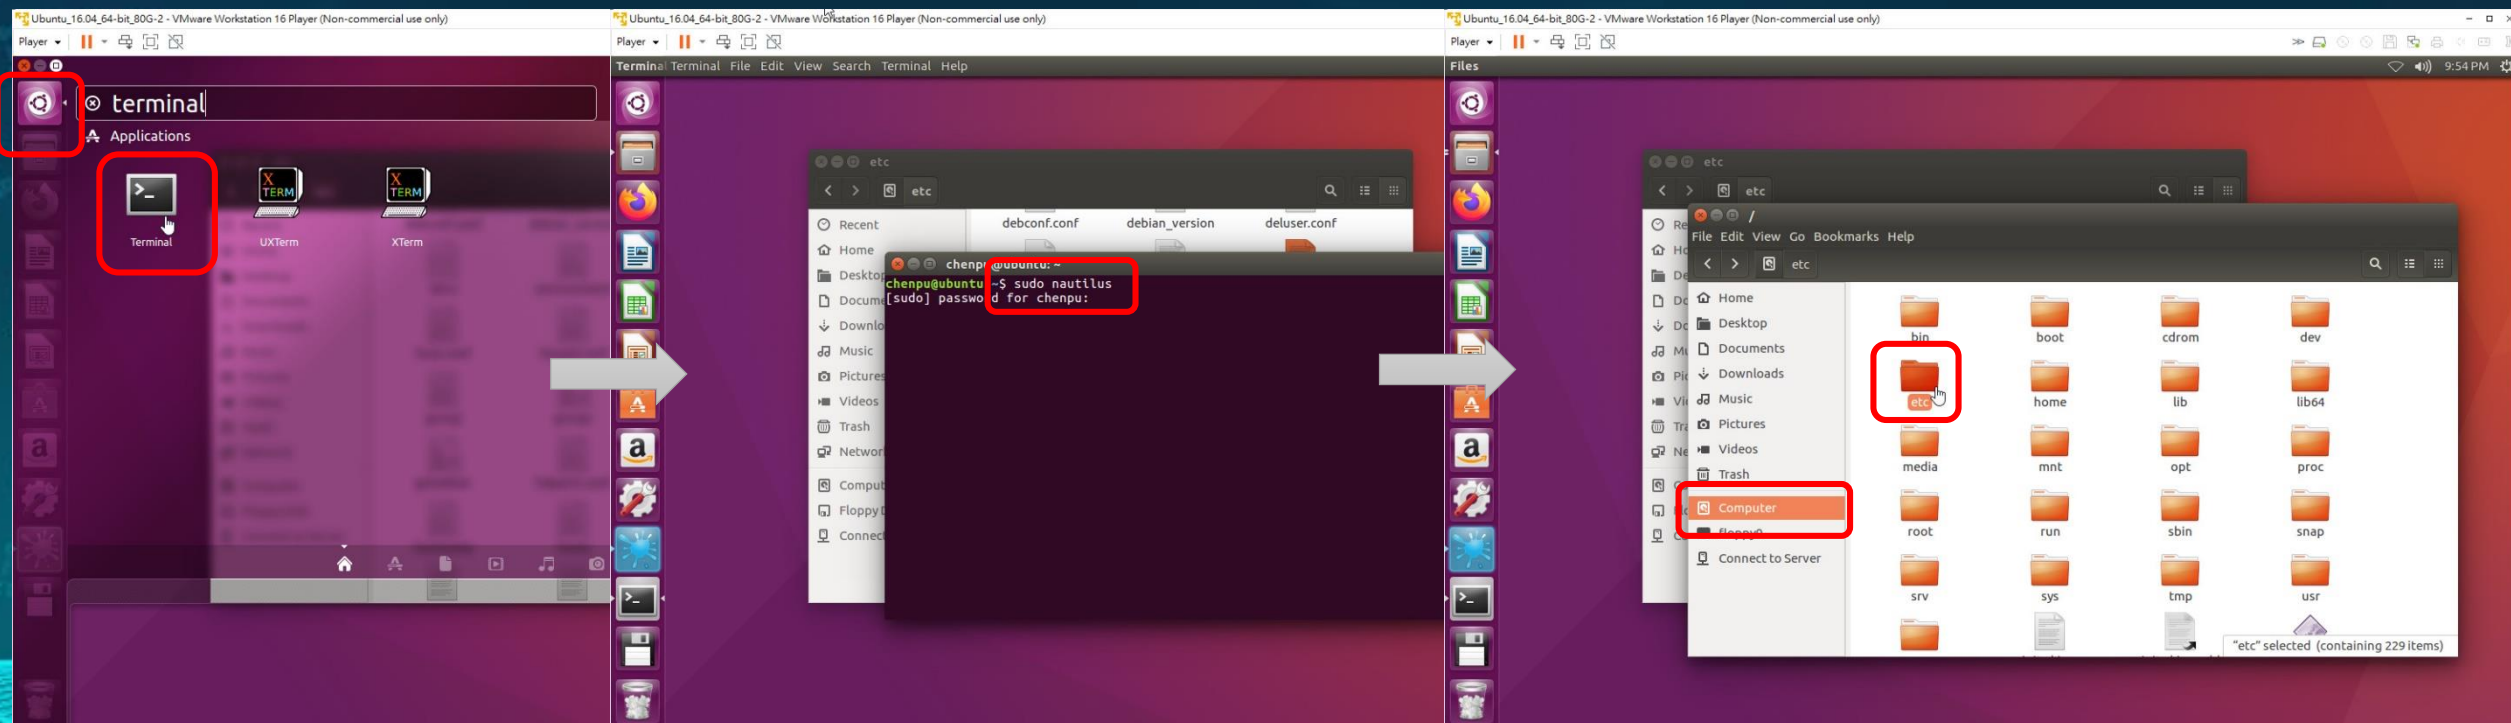 Ubuntu_16.04_64-bit_80G-2 - VMware Workstation 16 Player (Non-commercial use only)
Player
terminal
Applications
Terminal
UXTerm
XTerm
Ubuntu_16.04_64-bit_80G-2 - VMware Workstation 16 Player (Non-commercial use only)
Player
Terminal Terminal File Edit View Search Terminal Help
etc
etc
Recent
Home
Desktop
Music
Pictures
Videos
Trash
debconf.conf debian_version deluser.conf
chenpu@ubuntu: ~
chenpu@ubuntu:~$ sudo nautilus
[sudo] password for chenpu:
Ubuntu_16.04_64-bit_80G-2 - VMware Workstation 16 Player (Non-commercial use only)
Player
Files
9:54 PM
etc
etc
/
File Edit View Go Bookmarks Help
etc
Home
Desktop
Documents
Downloads
Music
Pictures
Videos
Trash
Computer
floppy0
Connect to Server
bin boot cdrom dev
etc home lib lib64
media mnt opt proc
root run sbin snap
srv sys tmp usr
"etc" selected (containing 229 items)